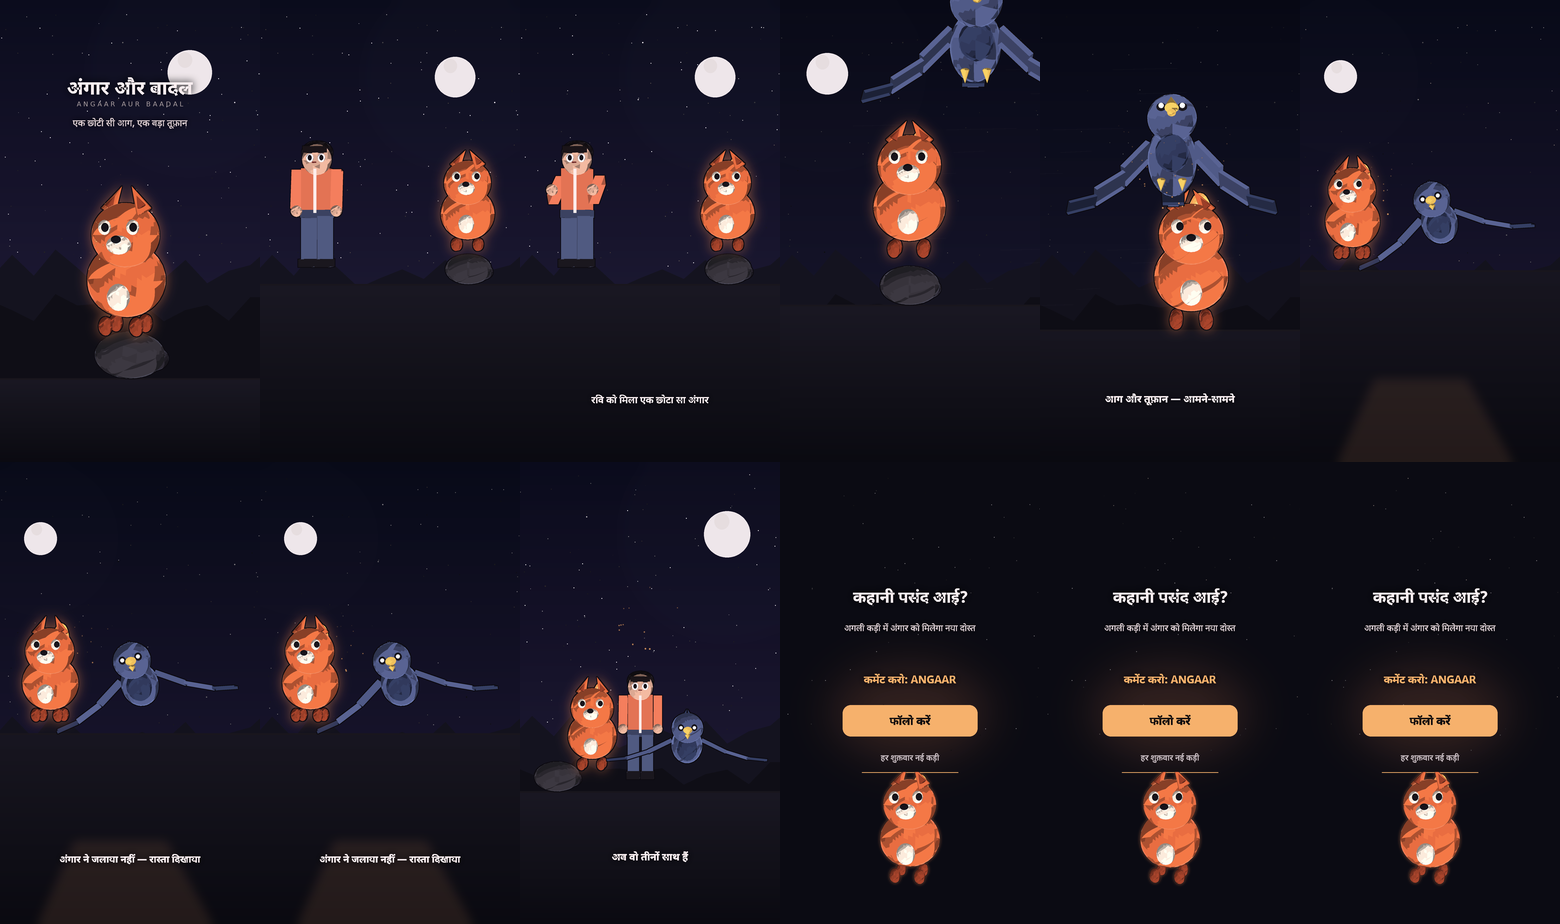 अंगार और बादल
ANGAAR AUR BAADAL
एक छोटी सी आग, एक बड़ा तूफ़ान
रवि को मिला एक छोटा सा अंगार
आग और तूफ़ान — आमने-सामने
अंगार ने जलाया नहीं — रास्ता दिखाया
अंगार ने जलाया नहीं — रास्ता दिखाया
अब वो तीनों साथ हैं
कहानी पसंद आई?
अगली कड़ी में अंगार को मिलेगा नया दोस्त
कमेंट करो: ANGAAR
फॉलो करें
हर शुक्रवार नई कड़ी
कहानी पसंद आई?
अगली कड़ी में अंगार को मिलेगा नया दोस्त
कमेंट करो: ANGAAR
फॉलो करें
हर शुक्रवार नई कड़ी
कहानी पसंद आई?
अगली कड़ी में अंगार को मिलेगा नया दोस्त
कमेंट करो: ANGAAR
फॉलो करें
हर शुक्रवार नई कड़ी